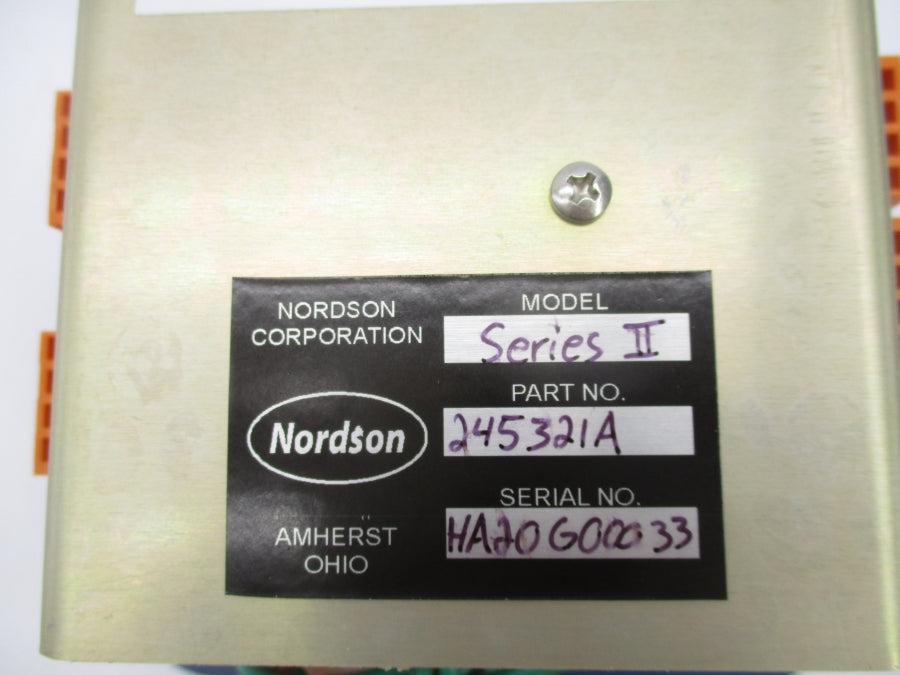 NORDSON
CORPORATION
MODEL
Series II
PART NO.
245321A
Nordson
SERIAL NO.
HA20G00033
AMHERST
OHIO